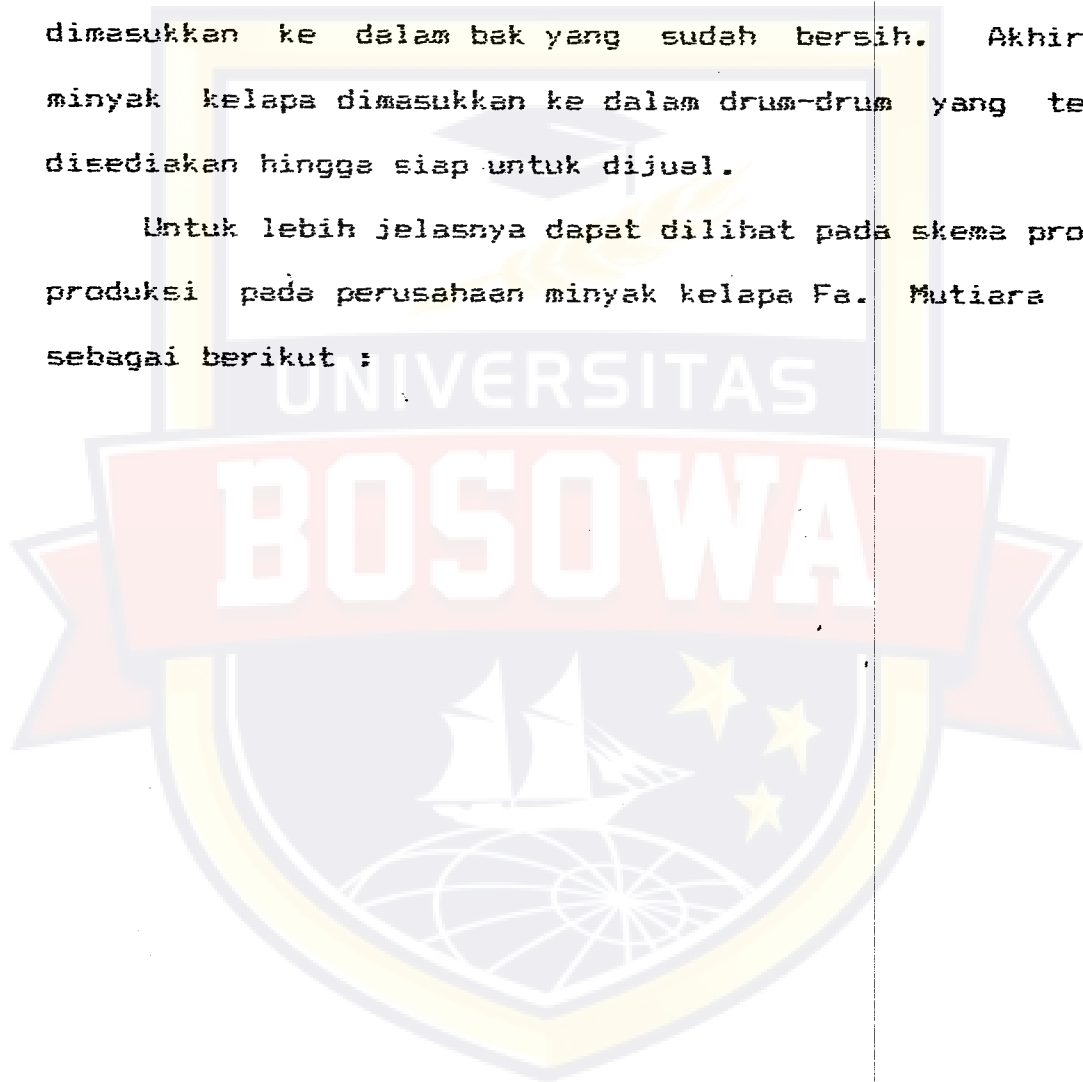 dimasukkan ke dalam bak yang sudah bersih. Akhir
minyak kelapa dimasukkan ke dalam drum-drum yang te
disediakan hingga siap untuk dijual.
Untuk lebih jelasnya dapat dilihat pada skema pro
produksi pada perusahaan minyak kelapa Fa. Mutiara
sebagai berikut :
UNIVERSITAS
BOSOWA